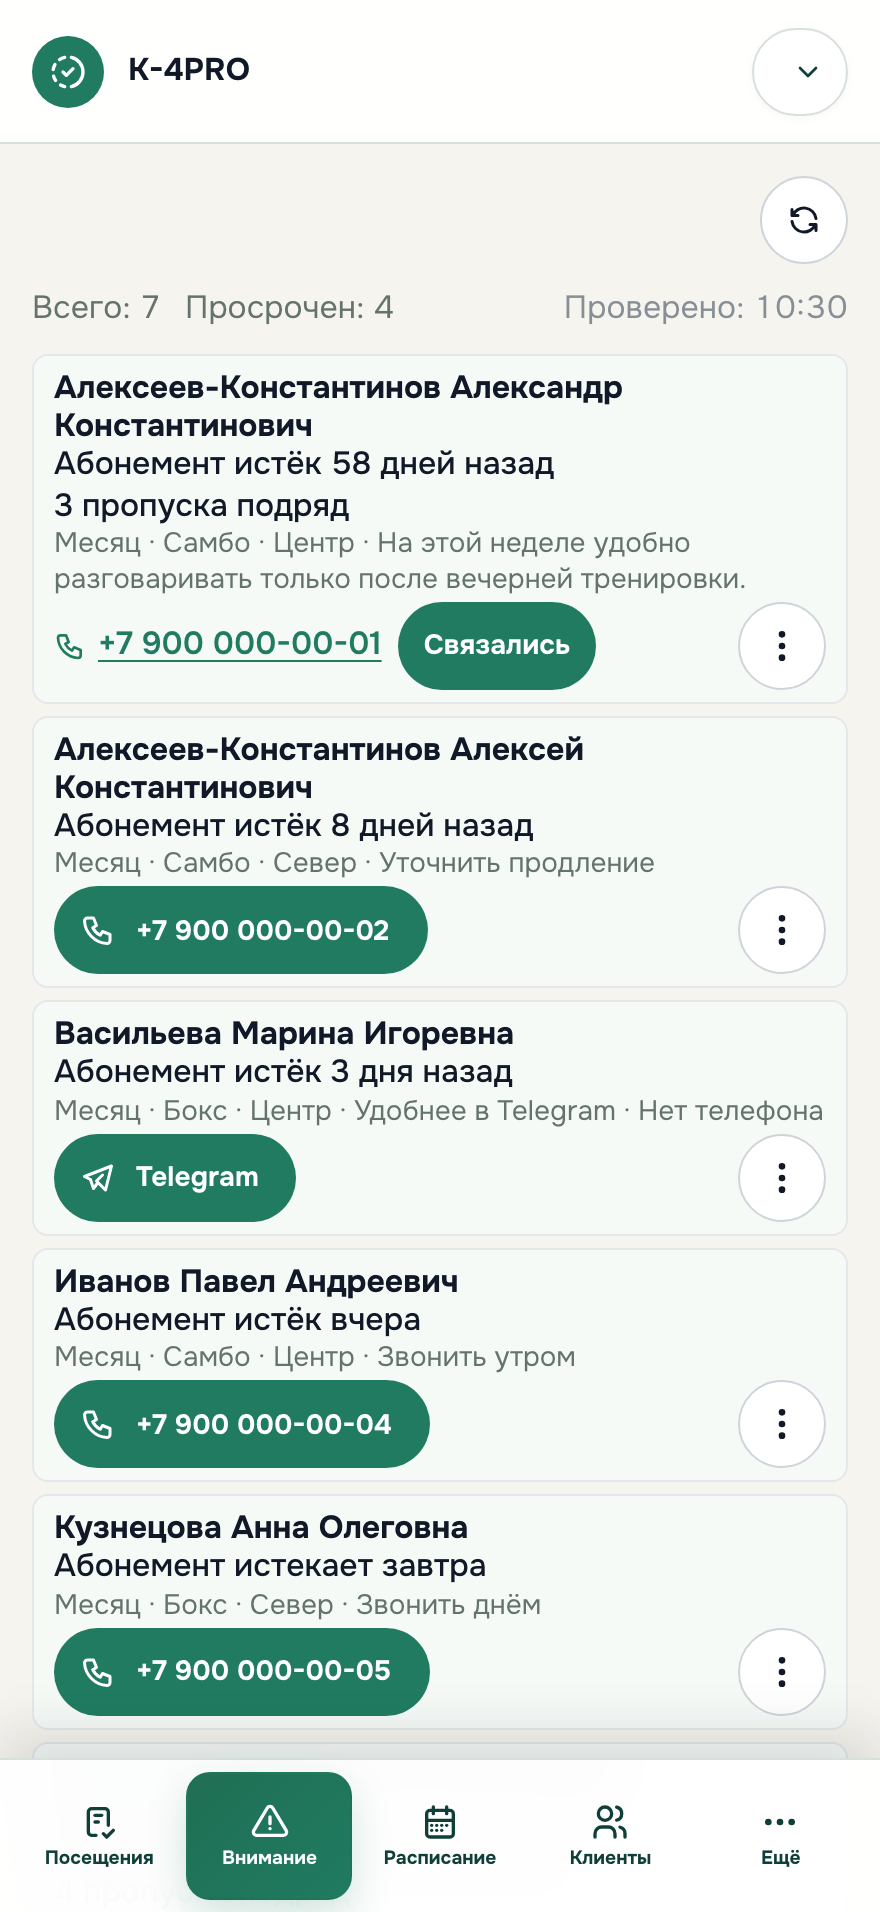 K-4PRO
Всего: 7 Просрочен: 4 Проверено: 10:30
Алексеев-Константинов Александр
Константинович
Абонемент истёк 58 дней назад
3 пропуска подряд
Месяц · Самбо · Центр · На этой неделе удобно
разговаривать только после вечерней тренировки.
+7 900 000-00-01 Связались
Алексеев-Константинов Алексей
Константинович
Абонемент истёк 8 дней назад
Месяц · Самбо · Север · Уточнить продление
+7 900 000-00-02
Васильева Марина Игоревна
Абонемент истёк 3 дня назад
Месяц · Бокс · Центр · Удобнее в Telegram · Нет телефона
Telegram
Иванов Павел Андреевич
Абонемент истёк вчера
Месяц · Самбо · Центр · Звонить утром
+7 900 000-00-04
Кузнецова Анна Олеговна
Абонемент истекает завтра
Месяц · Бокс · Север · Звонить днём
+7 900 000-00-05
Посещения Внимание Расписание Клиенты Ещё